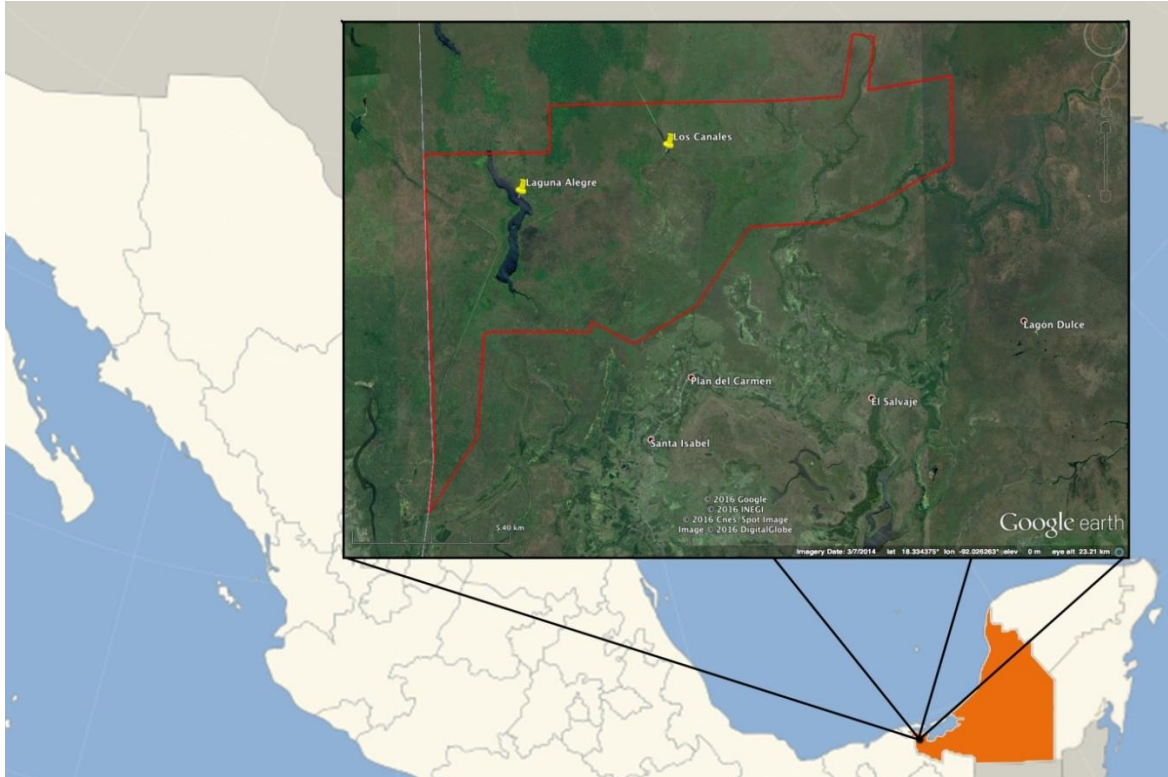 Los Canales
Laguna Alegre
Lagón Dulce
Plan del Carmen
El Salvaje
Santa Isabel
© 2016 Google
© 2016 INEGI
© 2016 Cnes/Spot Image
Image © 2016 DigitalGlobe
5.40 km
Google earth
Imagery Date: 3/7/2014 lat 18.334375° lon -92.026263° elev 0 m eye alt 23.21 km